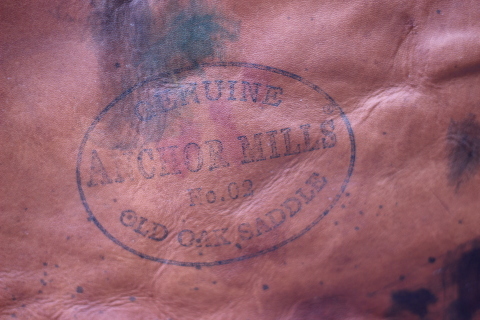 GENUINE
ANCHOR MILLS
No.02
OLD OAK SADDLE